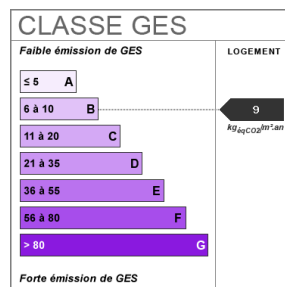 CLASSE GES
Faible émission de GES
LOGEMENT
≤ 5 A
6 à 10 B
9
kgéqCO2/m².an
11 à 20 C
21 à 35 D
36 à 55 E
56 à 80 F
> 80 G
Forte émission de GES